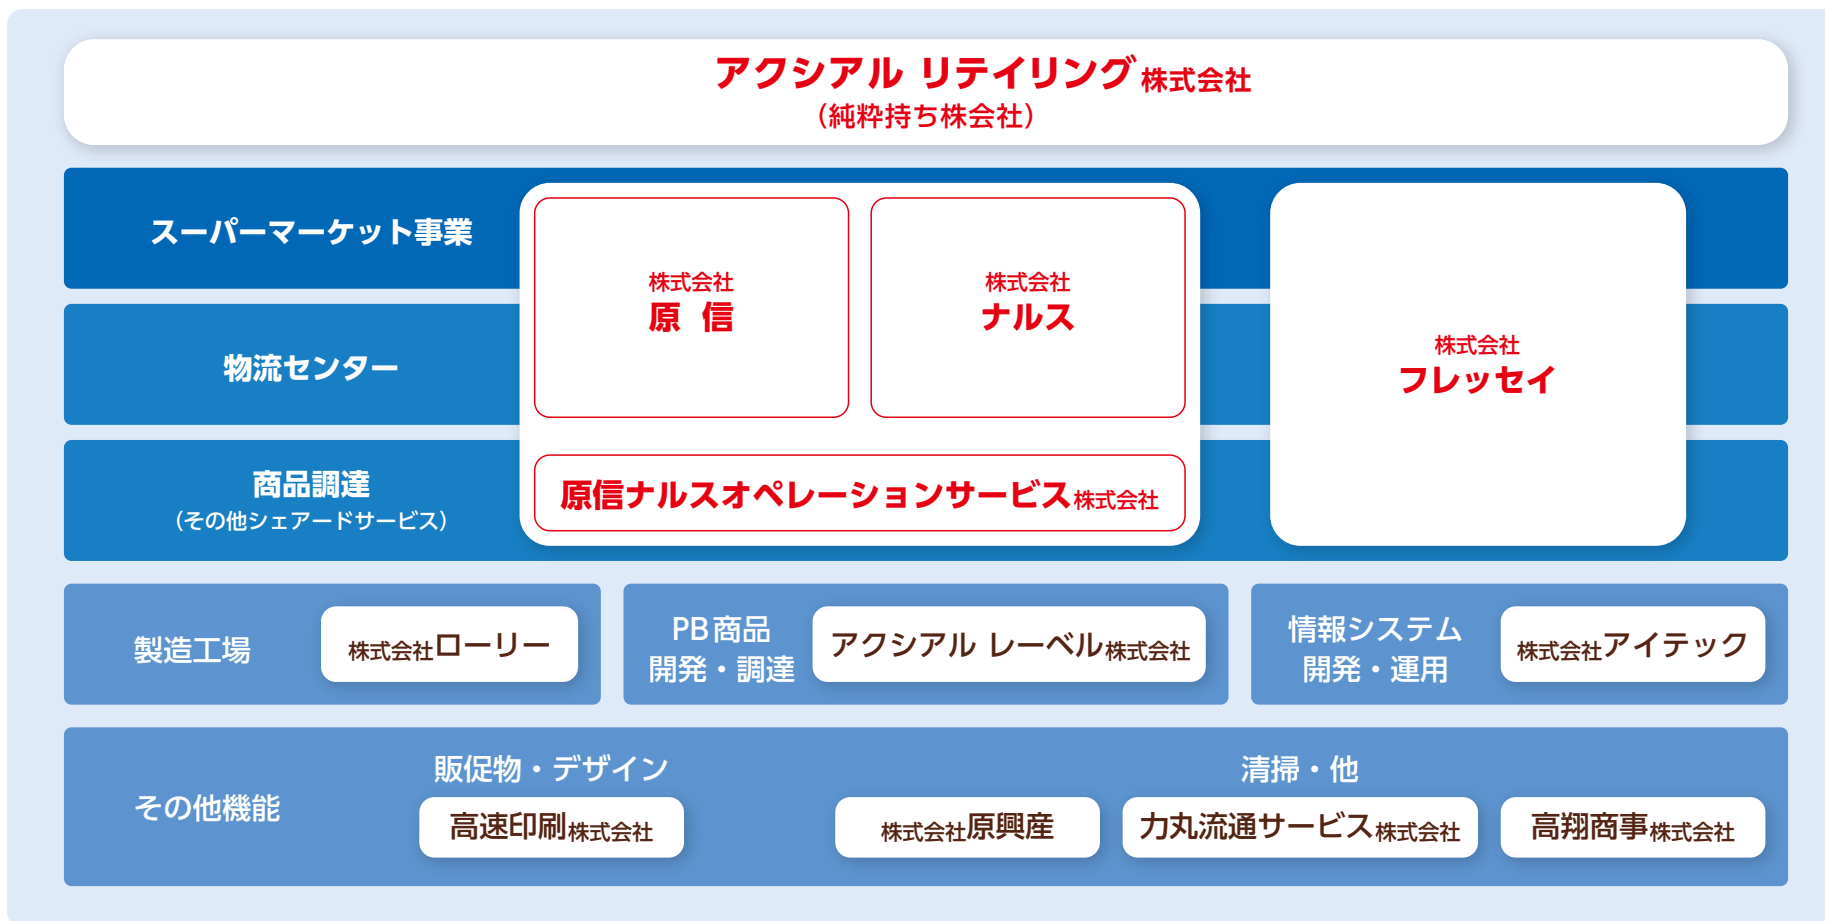 アクシアル リテイリング株式会社
（純粋持ち株会社）
スーパーマーケット事業
株式会社
原 信
株式会社
ナルス
株式会社
フレッセイ
物流センター
商品調達
（その他シェアードサービス）
原信ナルスオペレーションサービス株式会社
製造工場
株式会社ローリー
PB商品
開発・調達
アクシアル レーベル株式会社
情報システム
開発・運用
株式会社アイテック
その他機能
販促物・デザイン
高速印刷株式会社
清掃・他
株式会社原興産
力丸流通サービス株式会社
高翔商事株式会社